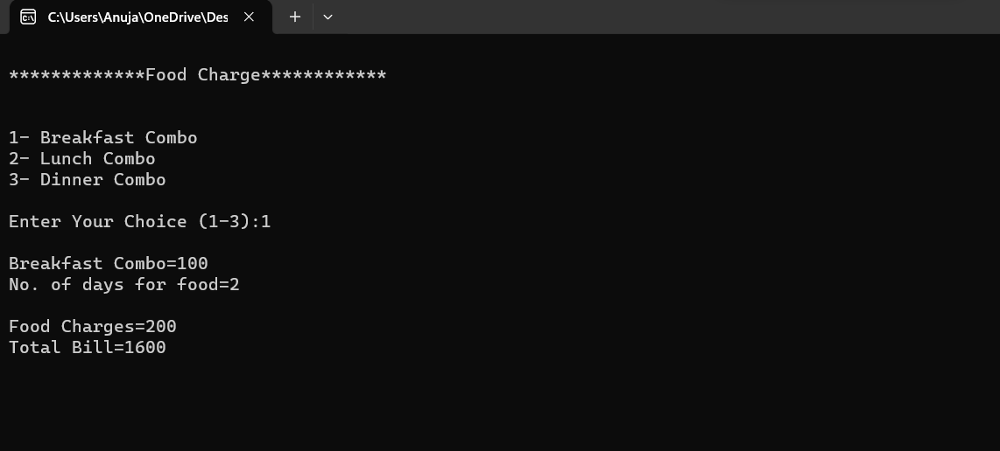 C:\Users\Anuja\OneDrive\Des
*************Food Charge************
1- Breakfast Combo
2- Lunch Combo
3- Dinner Combo
Enter Your Choice (1-3):1
Breakfast Combo=100
No. of days for food=2
Food Charges=200
Total Bill=1600